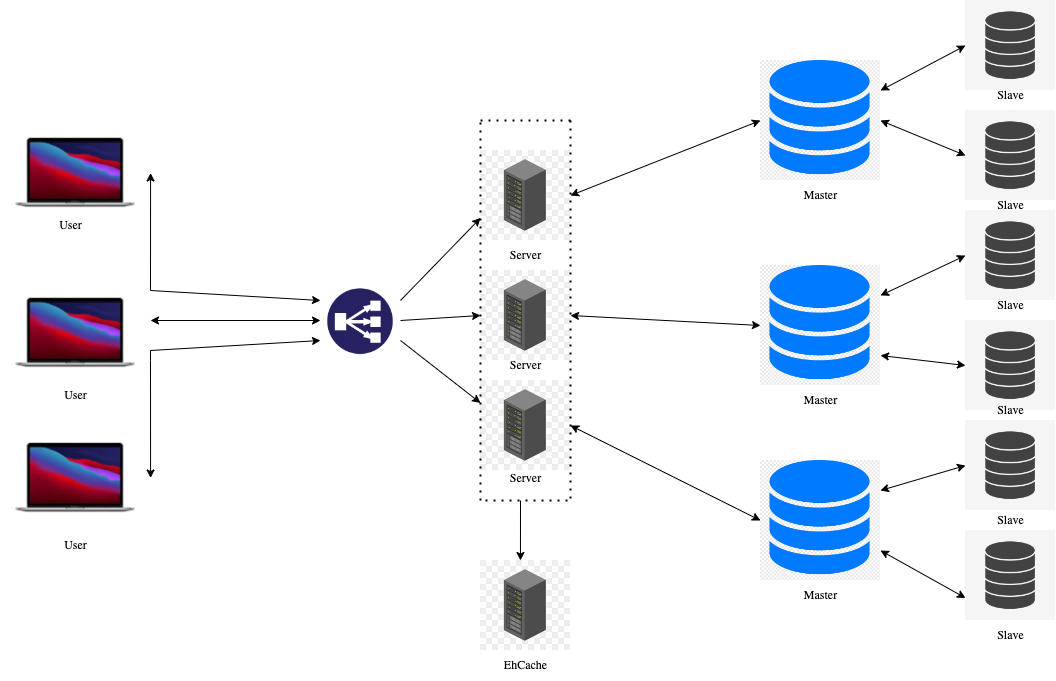 User
User
User
Server
Server
Server
EhCache
Master
Master
Master
Slave
Slave
Slave
Slave
Slave
Slave